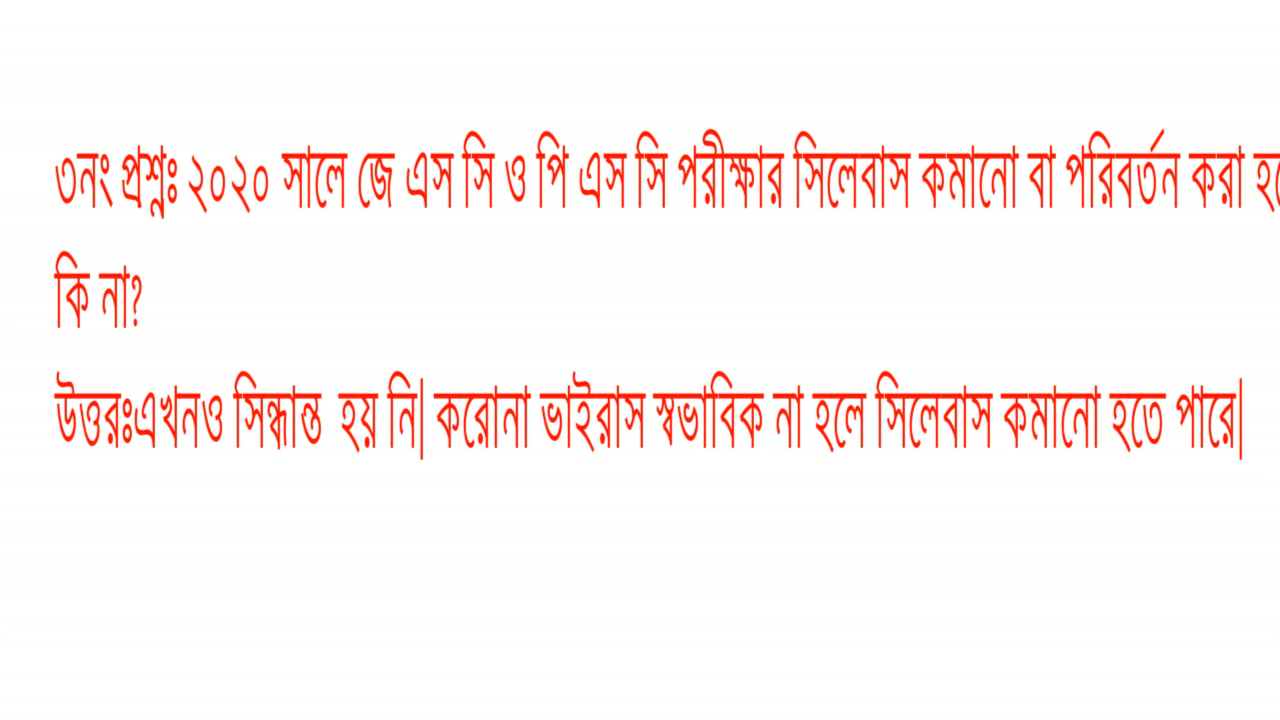 ৩নং প্রশ্নঃ ২০২০ সালে জে এস সি ও পি এস সি পরীক্ষার সিলেবাস কমানো বা পরিবর্তন করা
কি না?
উত্তরঃএখনও সিন্ধান্ত হয় নি| করোনা ভাইরাস স্বভাবিক না হলে সিলেবাস কমানো হতে পারে|